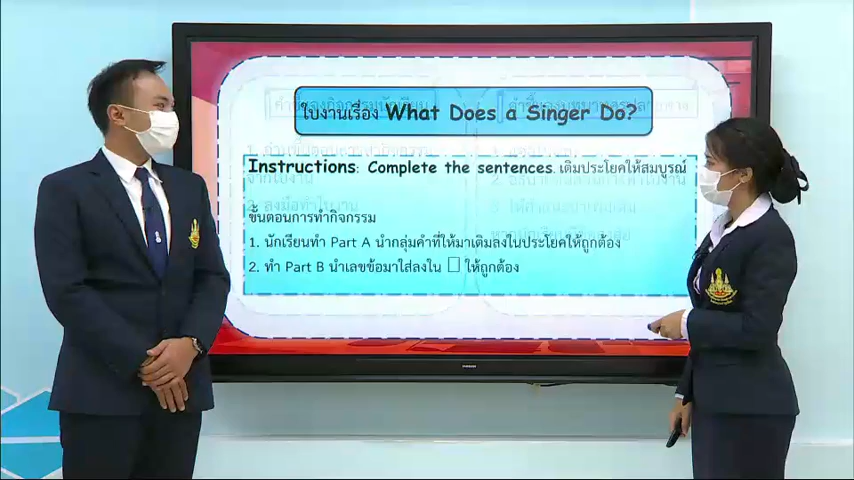 ใบงานเรื่อง What Does a Singer Do?
Instructions: Complete the sentences. เติมประโยคให้สมบูรณ์
ขั้นตอนการทำกิจกรรม
1. นักเรียนทำ Part A นำกลุ่มคำที่ให้มาเติมลงในประโยคให้ถูกต้อง
2. ทำ Part B นำเลขข้อมาใส่ลงใน □ ให้ถูกต้อง